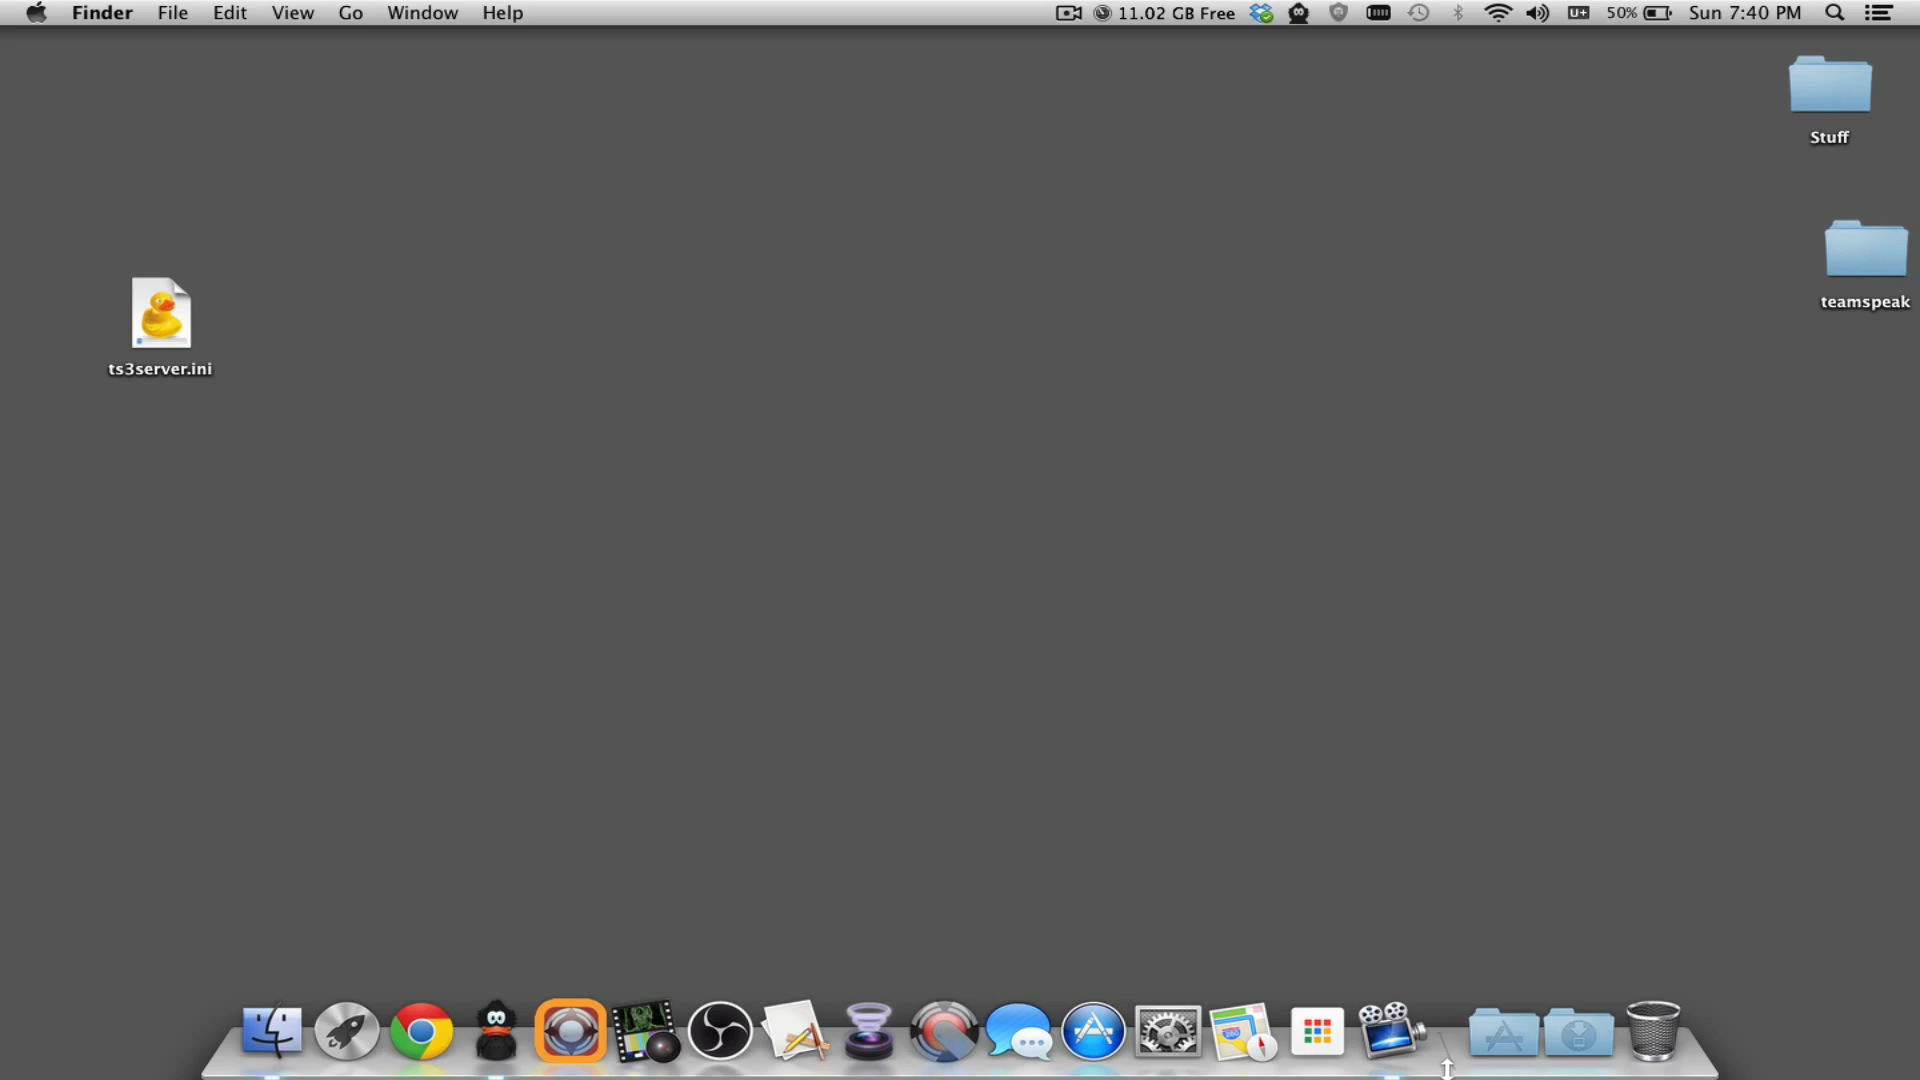 Finder File Edit View Go Window Help 11.02 GB Free U+ 50% Sun 7:40 PM
Stuff
teamspeak
ts3server.ini